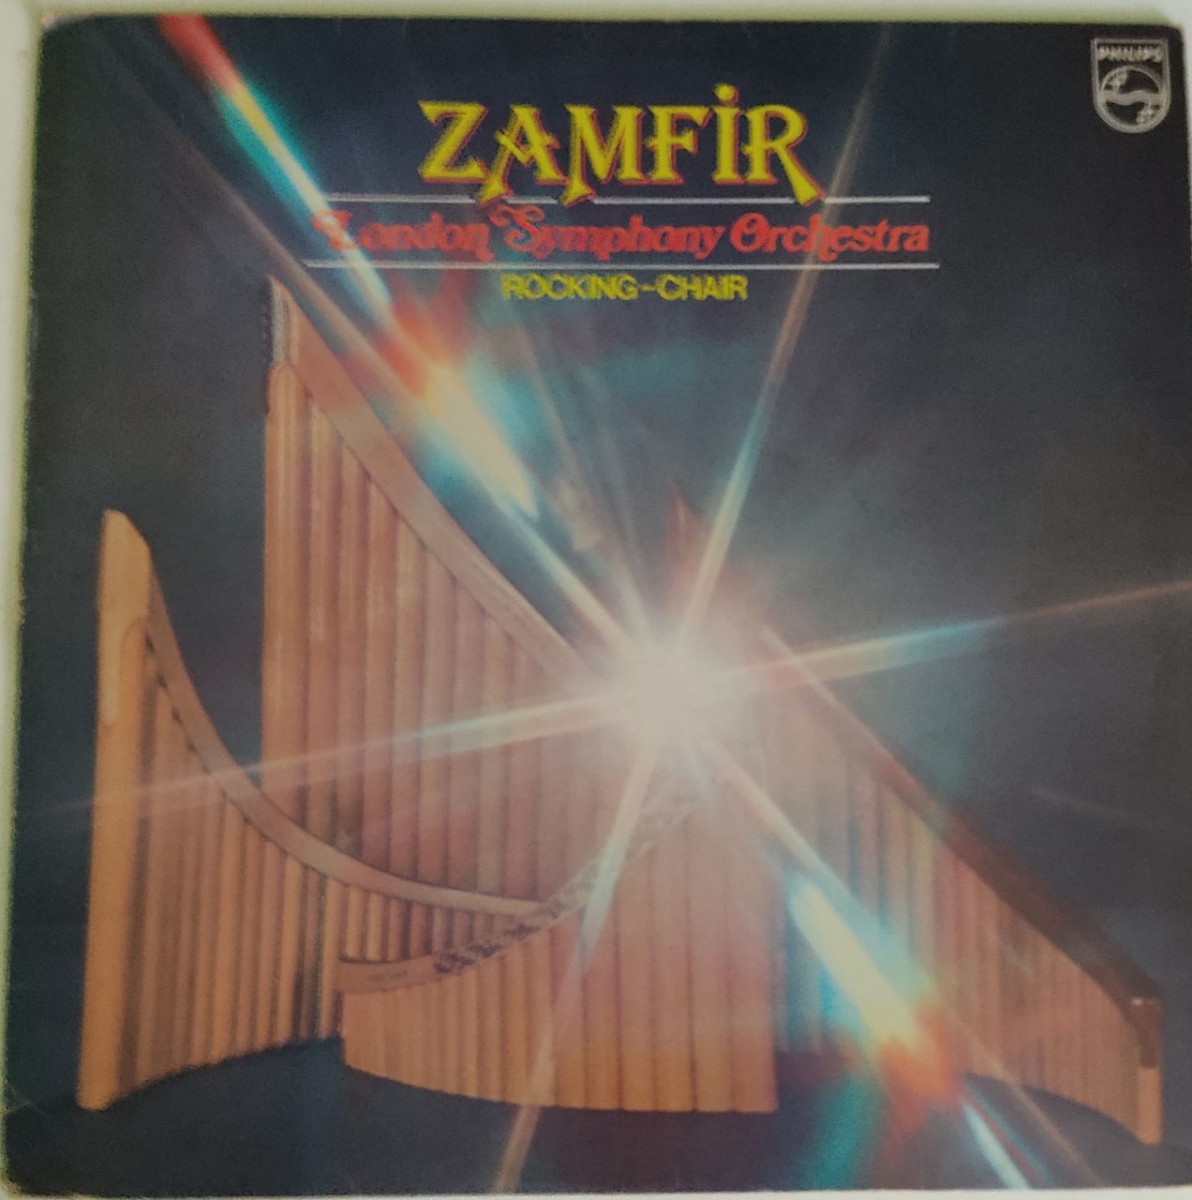 PHILIPS
ZAMFİR
London Symphony Orchestra
ROCKING-CHAIR